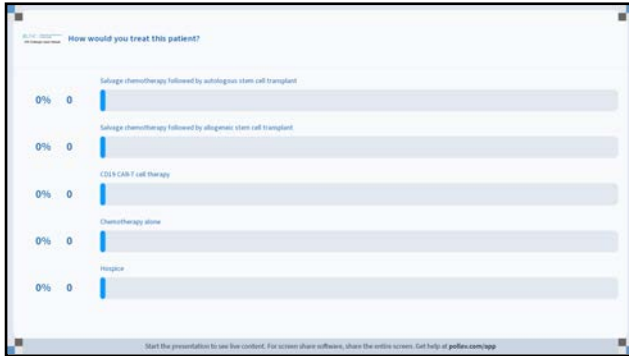 How would you treat this patient?
Salvage chemotherapy followed by autologous stem cell transplant
0% 0
Salvage chemotherapy followed by allogeneic stem cell transplant
0% 0
CD19 CAR-T cell therapy
0% 0
Chemotherapy alone
0% 0
Hospice
0% 0
Start the presentation to see live content. For screen share software, share the entire screen. Get help at pollev.com/app